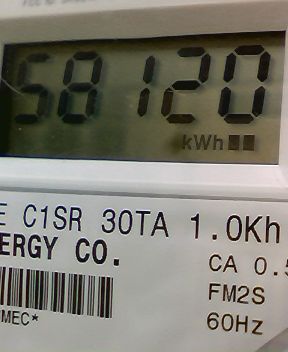 58120
kWh
E C1SR 30TA 1.0Kh
ERGY CO.
CA 0.5
FM2S
MEC*
60Hz